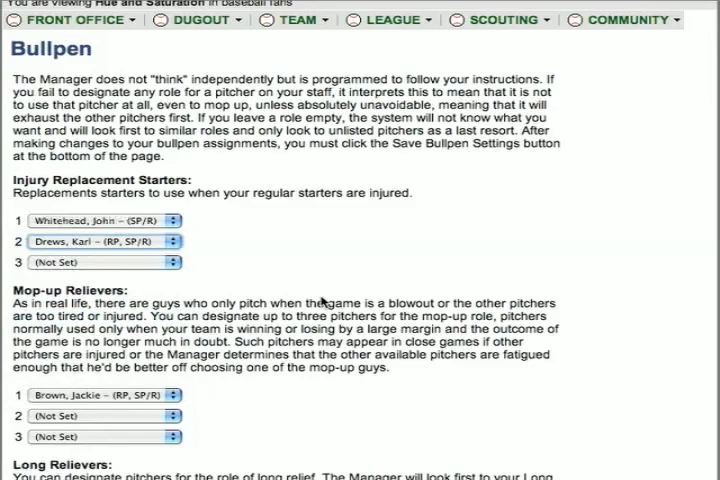 You are viewing Hue and Saturation in baseball fans
FRONT OFFICE DUGOUT TEAM LEAGUE SCOUTING COMMUNITY
Bullpen
The Manager does not "think" independently but is programmed to follow your instructions. If
you fail to designate any role for a pitcher on your staff, it interprets this to mean that it is not
to use that pitcher at all, even to mop up, unless absolutely unavoidable, meaning that it will
exhaust the other pitchers first. If you leave a role empty, the system will not know what you
want and will look first to similar roles and only look to unlisted pitchers as a last resort. After
making changes to your bullpen assignments, you must click the Save Bullpen Settings button
at the bottom of the page.
Injury Replacement Starters:
Replacements starters to use when your regular starters are injured.
1 Whitehead, John - (SP/R)
2 Drews, Karl - (RP, SP/R)
3 (Not Set)
Mop-up Relievers:
As in real life, there are guys who only pitch when the game is a blowout or the other pitchers
are too tired or injured. You can designate up to three pitchers for the mop-up role, pitchers
normally used only when your team is winning or losing by a large margin and the outcome of
the game is no longer much in doubt. Such pitchers may appear in close games if other
pitchers are injured or the Manager determines that the other available pitchers are fatigued
enough that he'd be better off choosing one of the mop-up guys.
1 Brown, Jackie - (RP, SP/R)
2 (Not Set)
3 (Not Set)
Long Relievers:
You can designate pitchers for the role of long relief. The Manager will look first to your Long